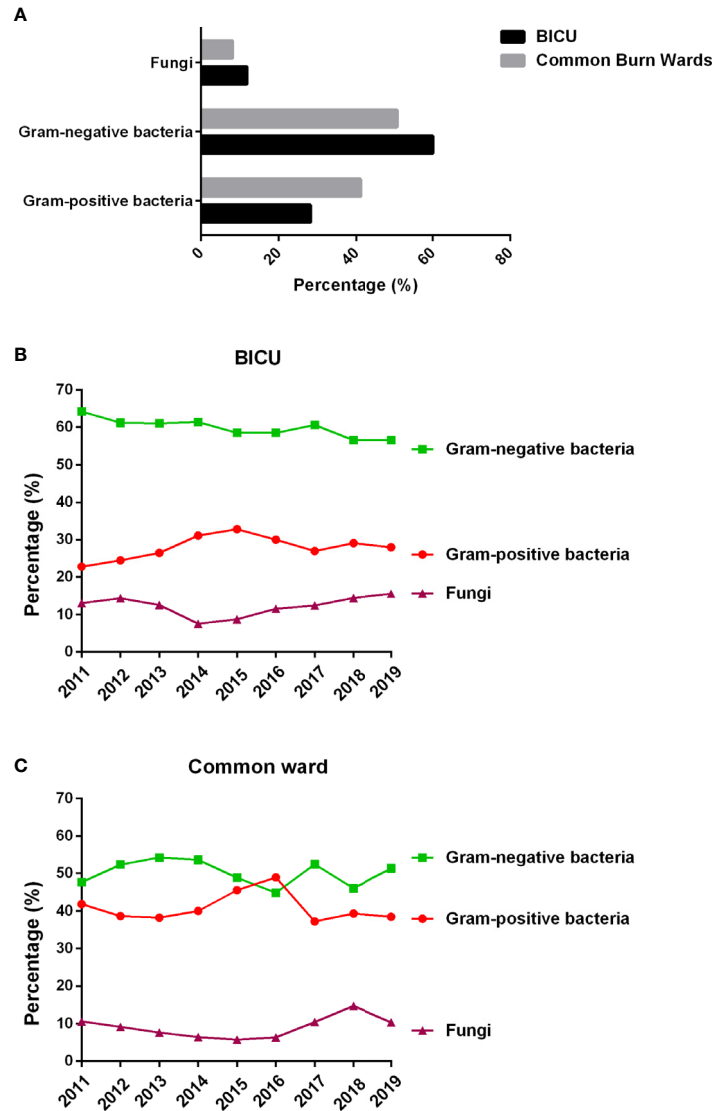 A
BICU
Common Burn Wards
Fungi
Gram-negative bacteria
Gram-positive bacteria
0 20 40 60 80
Percentage (%)
B
BICU
Percentage (%)
70
60
50
40
30
20
10
0
Gram-negative bacteria
Gram-positive bacteria
Fungi
2011 2012 2013 2014 2015 2016 2017 2018 2019
C
Common ward
Percentage (%)
70
60
50
40
30
20
10
0
Gram-negative bacteria
Gram-positive bacteria
Fungi
2011 2012 2013 2014 2015 2016 2017 2018 2019